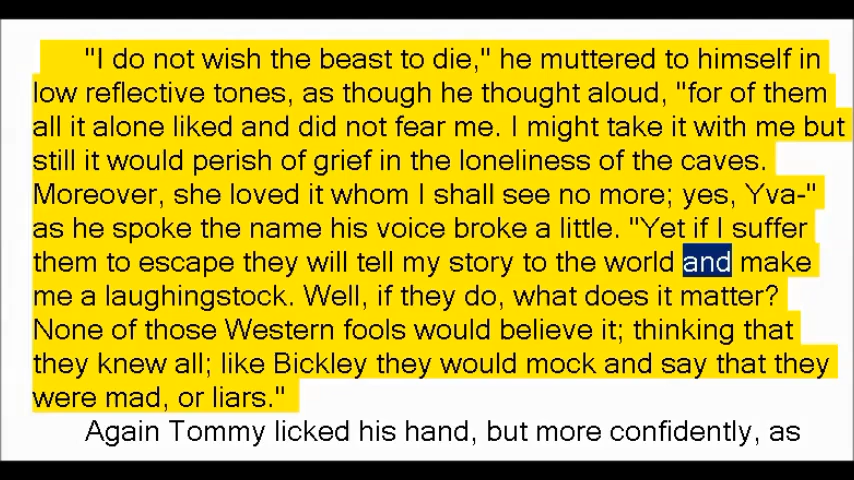 "I do not wish the beast to die," he muttered to himself in
low reflective tones, as though he thought aloud, "for of them
all it alone liked and did not fear me. I might take it with me but
still it would perish of grief in the loneliness of the caves.
Moreover, she loved it whom I shall see no more; yes, Yva-"
as he spoke the name his voice broke a little. "Yet if I suffer
them to escape they will tell my story to the world and make
me a laughingstock. Well, if they do, what does it matter?
None of those Western fools would believe it; thinking that
they knew all; like Bickley they would mock and say that they
were mad, or liars."
Again Tommy licked his hand, but more confidently, as